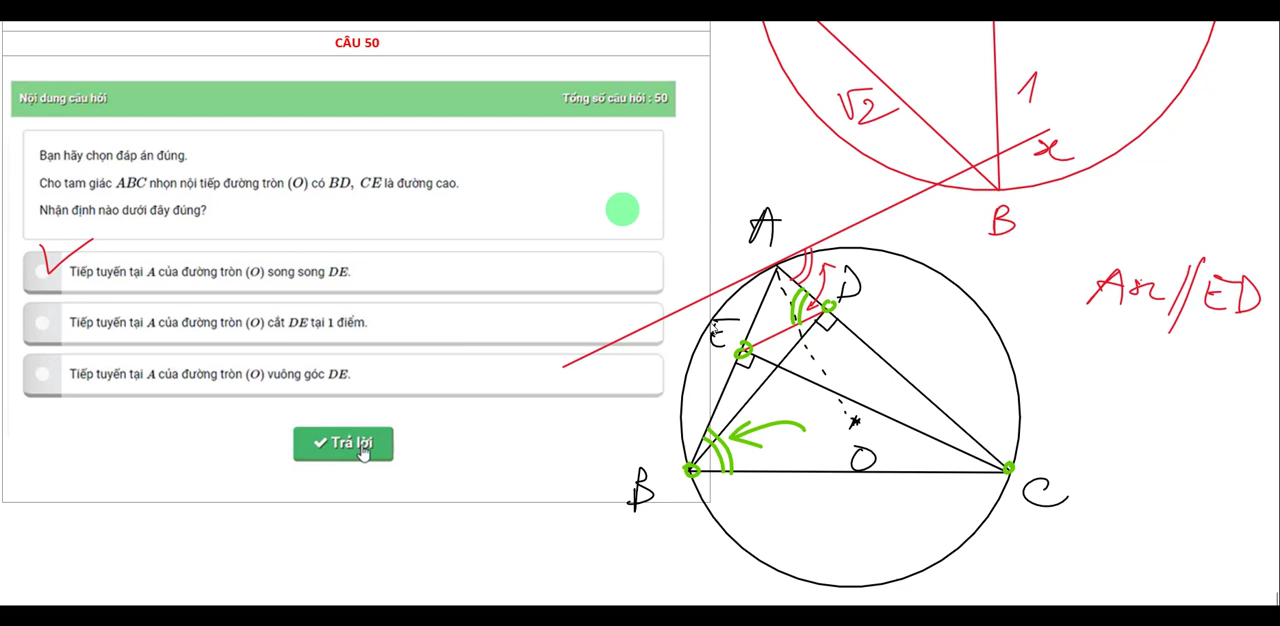 CÂU 50
Nội dung câu hỏi
Tổng số câu hỏi : 50
Bạn hãy chọn đáp án đúng.
Cho tam giác ABC nhọn nội tiếp đường tròn (O) có BD, CE là đường cao.
Nhận định nào dưới đây đúng?
Tiếp tuyến tại A của đường tròn (O) song song DE.
Tiếp tuyến tại A của đường tròn (O) cắt DE tại 1 điểm.
Tiếp tuyến tại A của đường tròn (O) vuông góc DE.
Trả lời
√2
1
x
B
A
D
E
Ax // ED
O
B
C